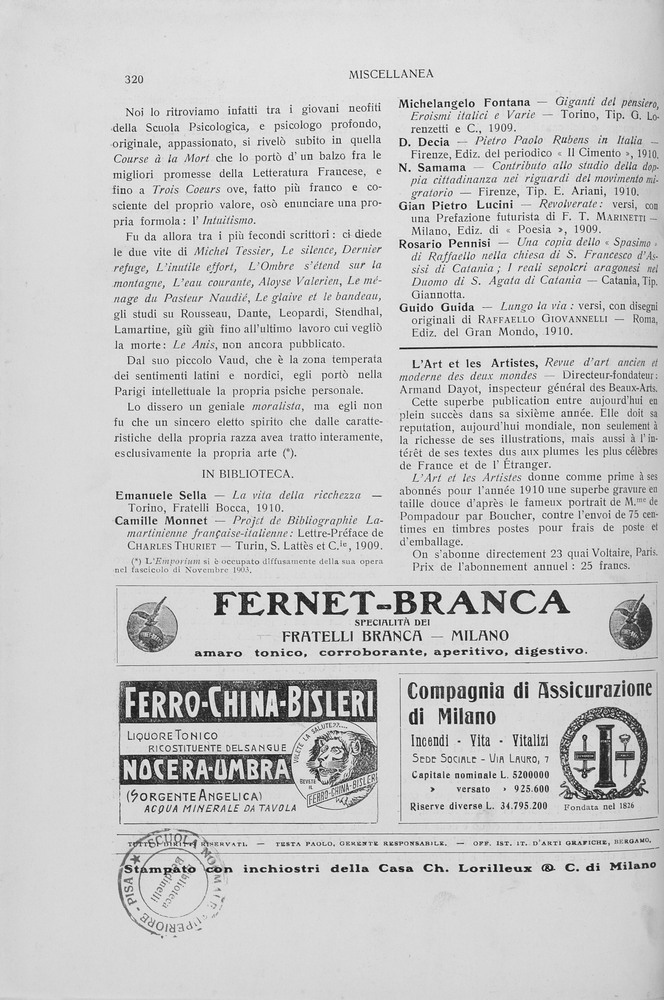 320
MISCELLANEA
Noi lo ritroviamo infatti tra i giovani neofiti
della Scuola Psicologica, e psicologo profondo,
originale, appassionato, si rivelò subito in quella
Course à la Mort che lo portò d' un balzo fra le
migliori promesse della Letteratura Francese, e
fino a Trois Coeurs ove, fatto più franco e co-
sciente del proprio valore, osò enunciare una pro-
pria formola: l' Intuitismo.
Fu da allora tra i più fecondi scrittori: ci diede
le due vite di Michel Tessier, Le silence, Dernier
refuge, L'inutile effort, L'Ombre s'étend sur la
montagne, L'eau courante, Aloyse Valerien, Le mé-
nage du Pasteur Naudié, Le glaive et le bandeau,
gli studi su Rousseau, Dante, Leopardi, Stendhal,
Lamartine, giù giù fino all'ultimo lavoro cui vegliò
la morte: Le Anis, non ancora pubblicato.
Dal suo piccolo Vaud, che è la zona temperata
dei sentimenti latini e nordici, egli portò nella
Parigi intellettuale la propria psiche personale.
Lo dissero un geniale moralista, ma egli non
fu che un sincero eletto spirito che dalle caratte-
ristiche della propria razza avea tratto interamente,
esclusivamente la propria arte (*).
IN BIBLIOTECA.
Emanuele Sella — La vita della ricchezza —
Torino, Fratelli Bocca, 1910.
Camille Monnet — Projet de Bibliographie La-
martinienne française-italienne: Lettre-Préface de
CHARLES THURIET — Turin, S. Lattès et C.ie, 1909.
(*) L'Emporium si è occupato diffusamente della sua opera
nel fascicolo di Novembre 1903.
Michelangelo Fontana — Giganti del pensiero,
Eroismi italici e Varie — Torino, Tip. G. Lo-
renzetti e C., 1909.
D. Decia — Pietro Paolo Rubens in Italia —
Firenze, Ediz. del periodico « Il Cimento », 1910.
N. Samama — Contributo allo studio della dop-
pia cittadinanza nei riguardi del movimento mi-
gratorio — Firenze, Tip. E. Ariani, 1910.
Gian Pietro Lucini — Revolverate: versi, con
una Prefazione futurista di F. T. MARINETTI —
Milano, Ediz. di « Poesia », 1909.
Rosario Pennisi — Una copia dello « Spasimo »
di Raffaello nella chiesa di S. Francesco d'As-
sisi di Catania; I reali sepolcri aragonesi nel
Duomo di S. Agata di Catania — Catania, Tip.
Giannotta.
Guido Guida — Lungo la via: versi, con disegni
originali di RAFFAELLO GIOVANNELLI — Roma,
Ediz. del Gran Mondo, 1910.
L'Art et les Artistes, Revue d'art ancien et
moderne des deux mondes — Directeur-fondateur:
Armand Dayot, inspecteur général des Beaux-Arts.
Cette superbe publication entre aujourd'hui en
plein succès dans sa sixième année. Elle doit sa
reputation, aujourd'hui mondiale, non seulement à
la richesse de ses illustrations, mais aussi à l' in-
térêt de ses textes dus aux plumes les plus célèbres
de France et de l' Étranger.
L'Art et les Artistes donne comme prime à ses
abonnés pour l'année 1910 une superbe gravure en
taille douce d'après le fameux portrait de M.me de
Pompadour par Boucher, contre l'envoi de 75 cen-
times en timbres postes pour frais de poste et
d'emballage.
On s'abonne directement 23 quai Voltaire, Paris.
Prix de l'abonnement annuel: 25 francs.
FERNET-BRANCA
SPECIALITÀ DEI
FRATELLI BRANCA — MILANO
amaro tonico, corroborante, aperitivo, digestivo.
FERRO-CHINA-BISLERI
LIQUORE TONICO
RICOSTITUENTE DEL SANGUE
NOCERA-UMBRA
(SORGENTE ANGELICA)
ACQUA MINERALE DA TAVOLA
VOLETE LA SALUTE??...
BEVETE IL
FERRO-CHINA-BISLERI
Compagnia di Assicurazione
di Milano
Incendi - Vita - Vitalizi
SEDE SOCIALE - VIA LAURO, 7
Capitale nominale L. 5200000
» versato » 925.600
Riserve diverse L. 34.795.200
Fondata nel 1826
TUTTI I DIRITTI RISERVATI. — TESTA PAOLO, GERENTE RESPONSABILE. — OFF. IST. IT. D'ARTI GRAFICHE, BERGAMO.
Stampato con inchiostri della Casa Ch. Lorilleux & C. di Milano
SCUOLA NORMALE SUPERIORE - PISA
Biblioteca